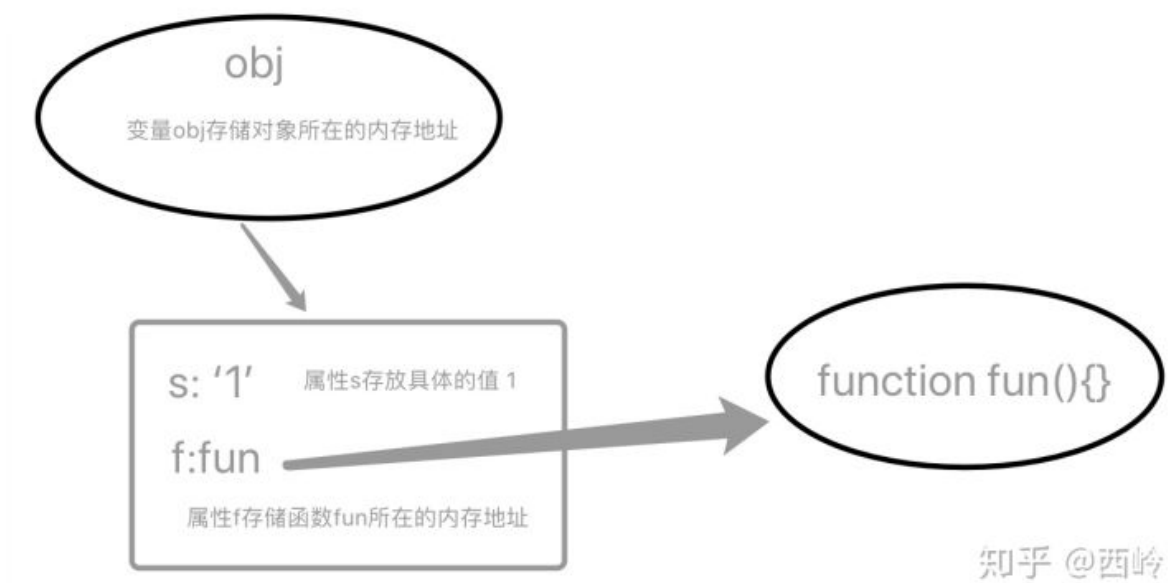 obj
变量obj存储对象所在的内存地址
s: ‘1’ 属性s存放具体的值 1
f:fun
属性f存储函数fun所在的内存地址
function fun(){}
知乎 @西岭